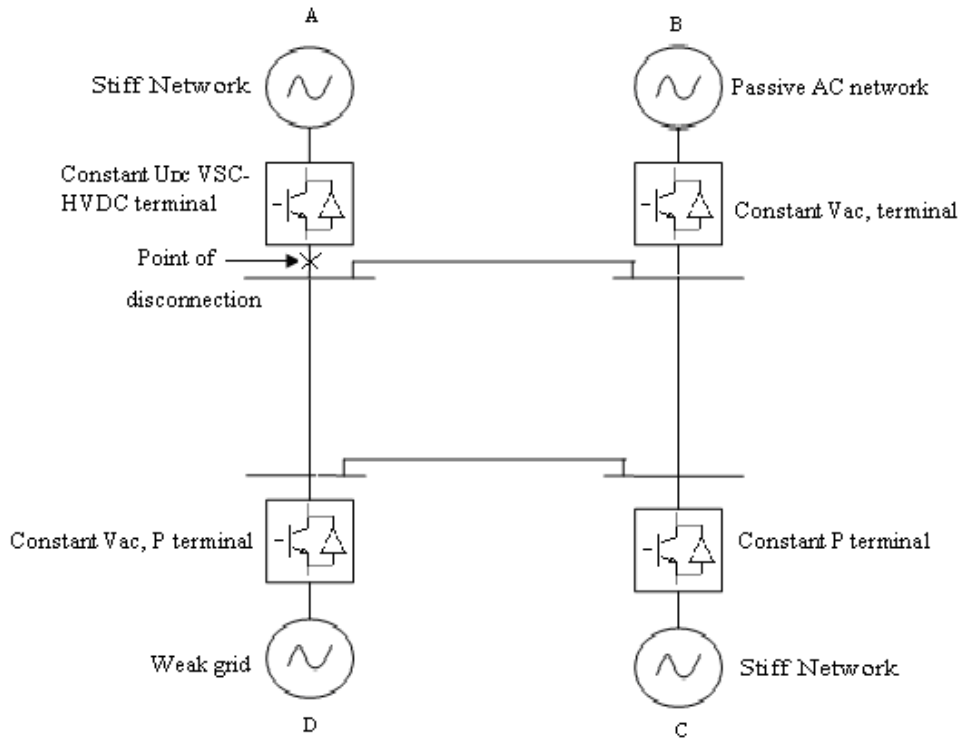 A
B
Stiff Network
Passive AC network
Constant UDC VSC-
HVDC terminal
Constant Vac, terminal
Point of
disconnection
Constant Vac, P terminal
Constant P terminal
Weak grid
Stiff Network
D
C